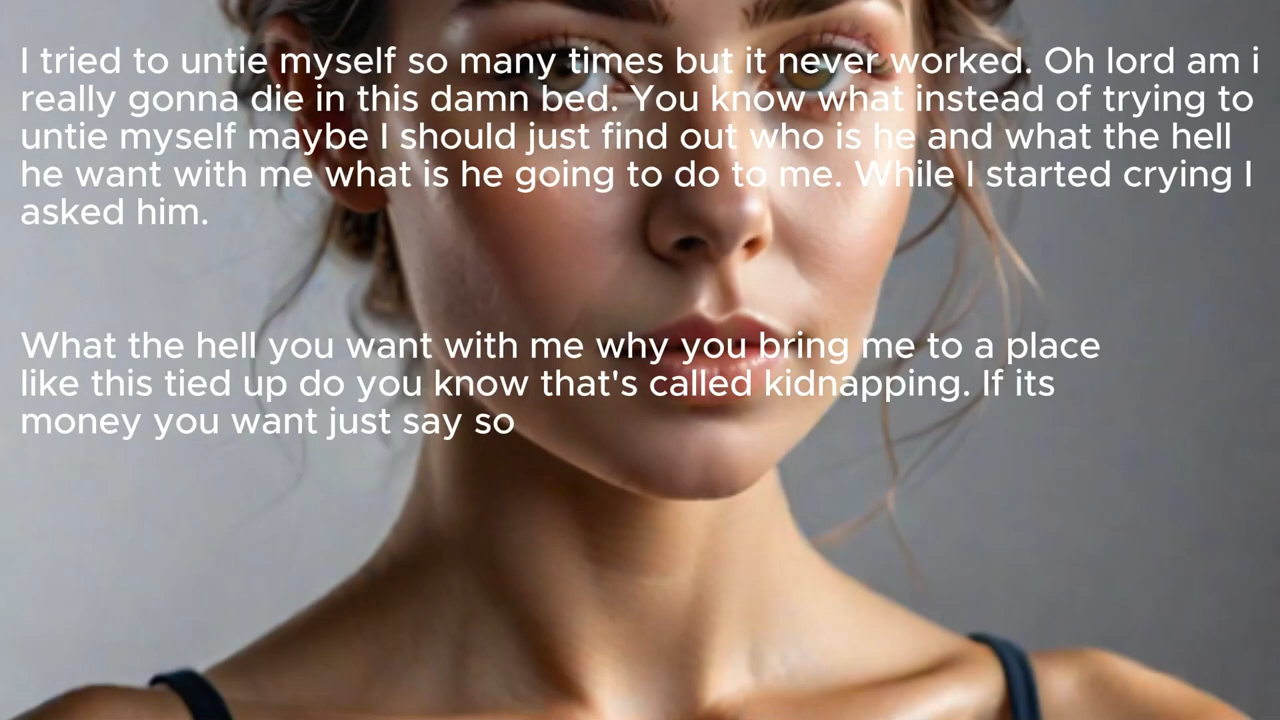 I tried to untie myself so many times but it never worked. Oh lord am i
really gonna die in this damn bed. You know what instead of trying to
untie myself maybe I should just find out who is he and what the hell
he want with me what is he going to do to me. While I started crying I
asked him.
What the hell you want with me why you bring me to a place
like this tied up do you know that's called kidnapping. If its
money you want just say so